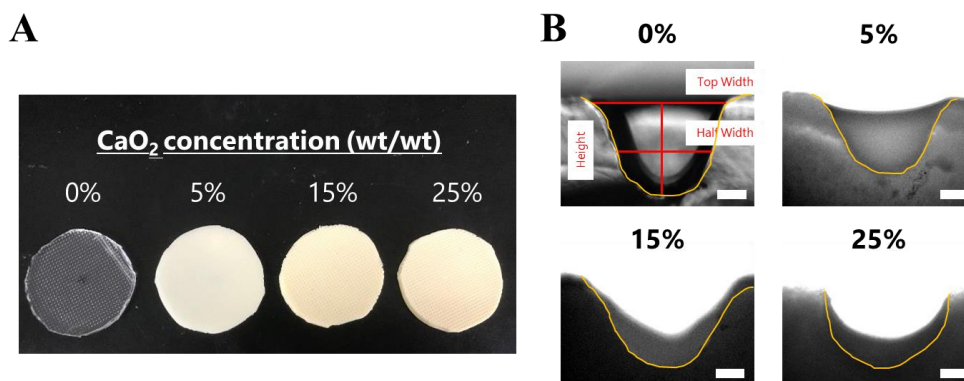 A
CaO₂ concentration (wt/wt)
0% 5% 15% 25%
B
0% 5%
Top Width
Half Width
Height
15% 25%